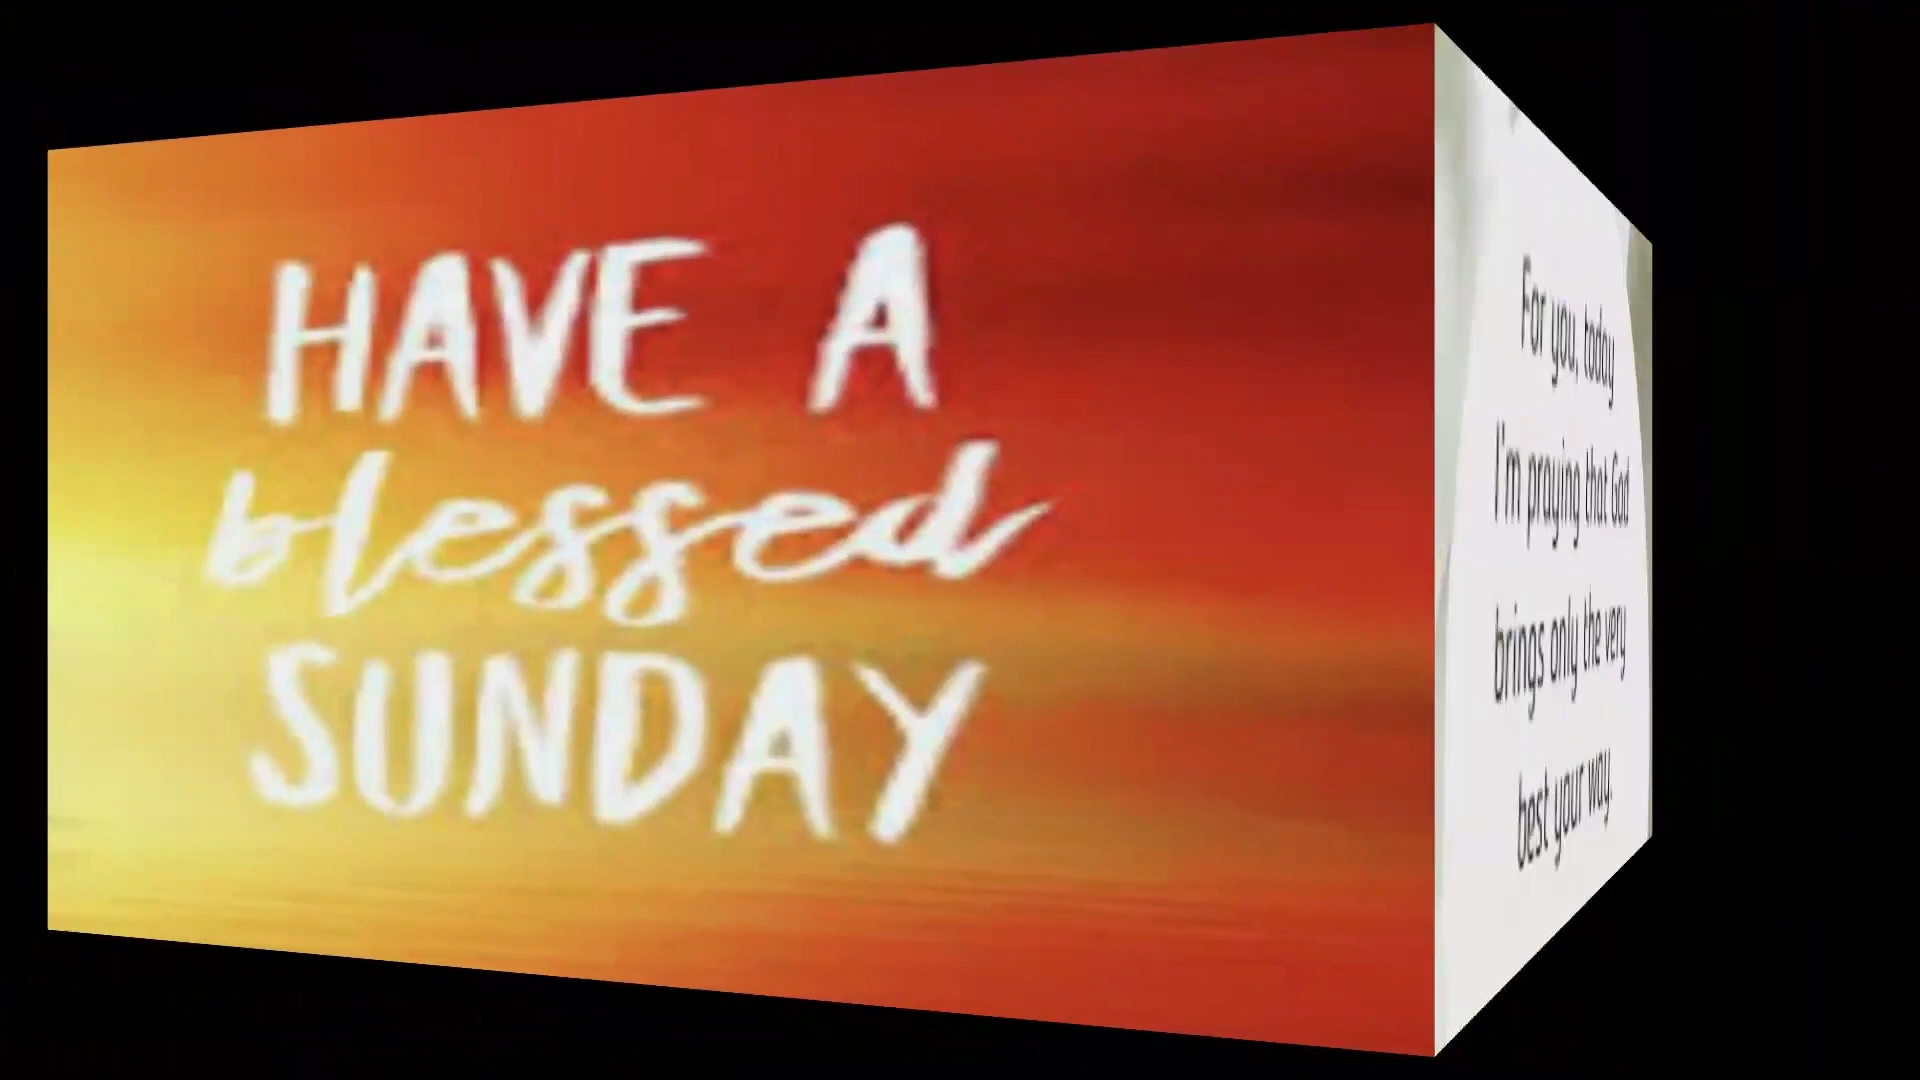 HAVE A
blessed
SUNDAY
For you, today
I'm praying that God
brings only the very
best your way.